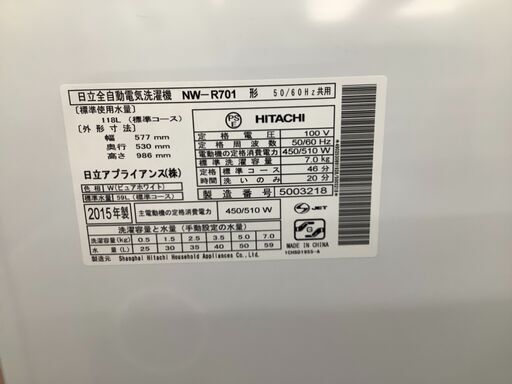 日立全自動電気洗濯機 NW-R701 形 50/60Hz共用
[標準使用水量]
118L (標準コース)
[外形寸法]
幅 577 mm
奥行 530 mm
高さ 986 mm
日立アプライアンス(株)
色相 W(ピュアホワイト)
標準水量 59L (標準コース)
PS E HITACHI
定格電圧 100 V
定格周波数 50/60 Hz
電動機の定格消費電力 450/510 W
標準洗濯容量 7.0 kg
定格 標準コース 46分
時間 洗いのみ 20分
製造番号 5003218
2015年製 主電動機の定格消費電力 450/510 W
S JET
洗濯容量と水量 (手動設定の水量)
洗濯容量(kg) 0.5 1.5 2.5 3.5 5.0 7.0
水量(L) 25 30 35 40 50 59
製造元 Shanghai Hitachi Household Appliances Co., Ltd.
MADE IN CHINA